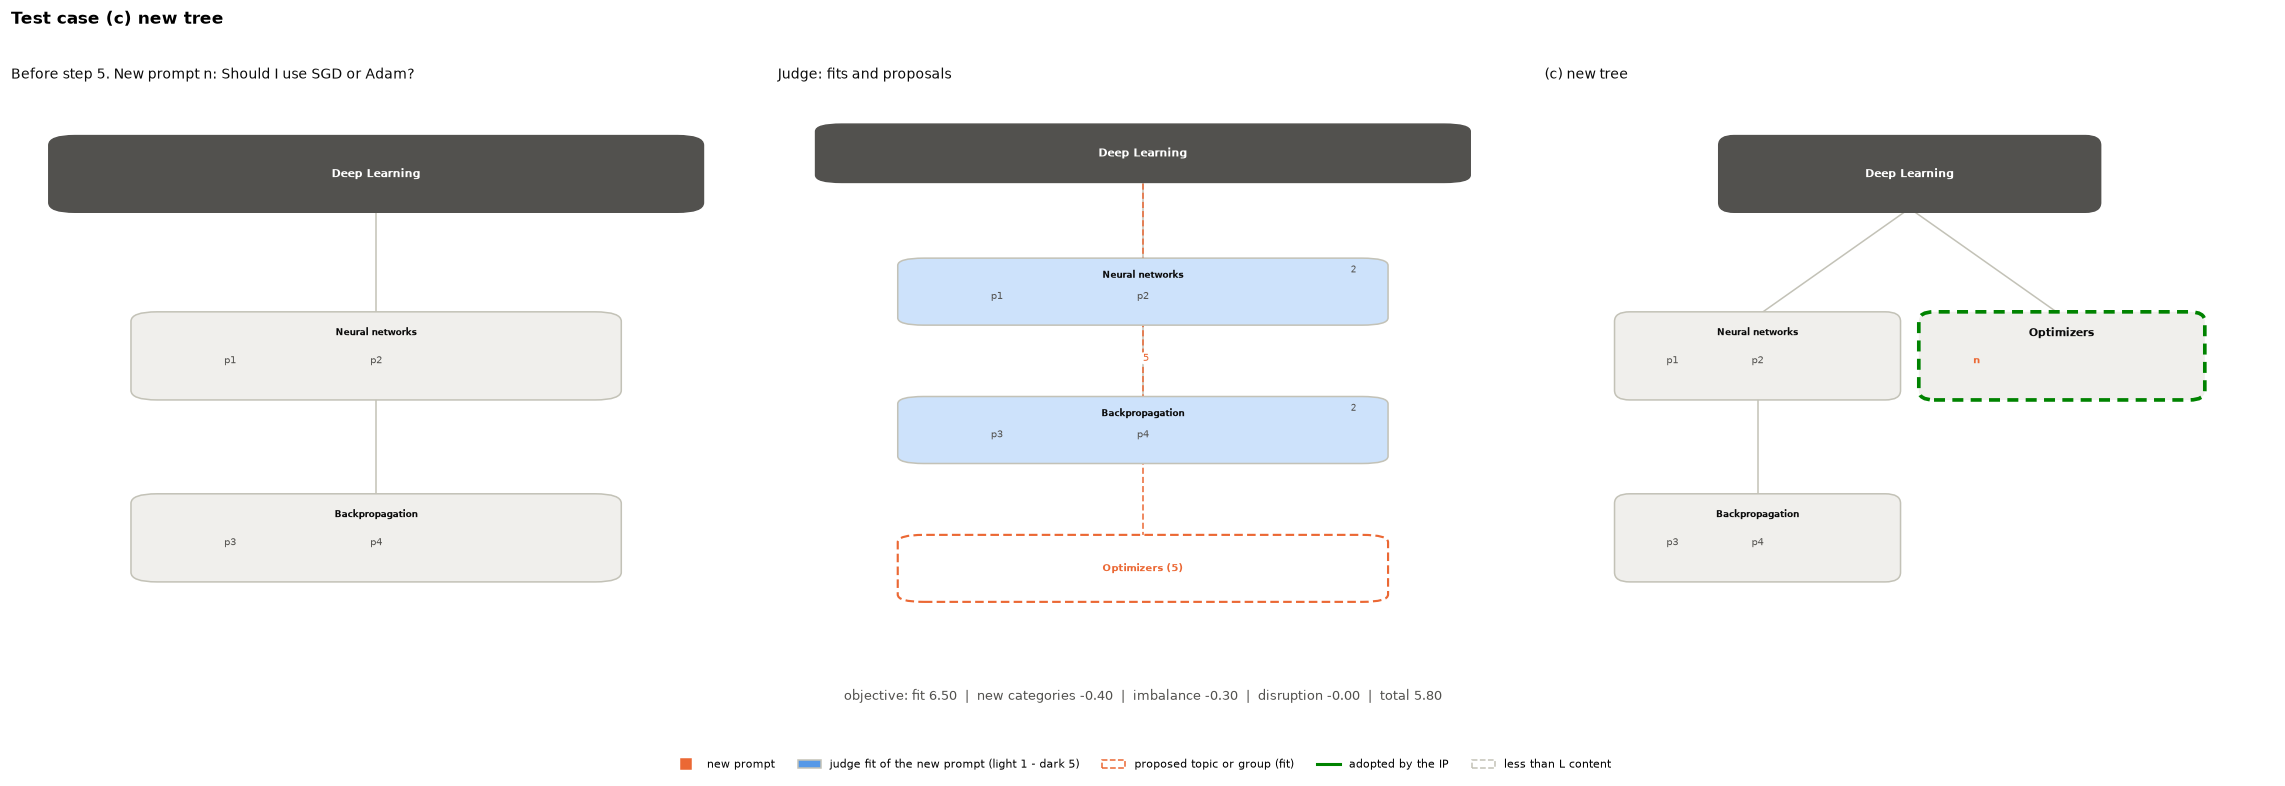 Test case (c) new tree
Before step 5. New prompt n: Should I use SGD or Adam?
Deep Learning
Neural networks
p1 p2
Backpropagation
p3 p4
Judge: fits and proposals
Deep Learning
Neural networks
2
p1 p2
5
Backpropagation
2
p3 p4
Optimizers (5)
(c) new tree
Deep Learning
Neural networks
p1 p2
Optimizers
n
Backpropagation
p3 p4
objective: fit 6.50 | new categories -0.40 | imbalance -0.30 | disruption -0.00 | total 5.80
new prompt
judge fit of the new prompt (light 1 - dark 5)
proposed topic or group (fit)
adopted by the IP
less than L content